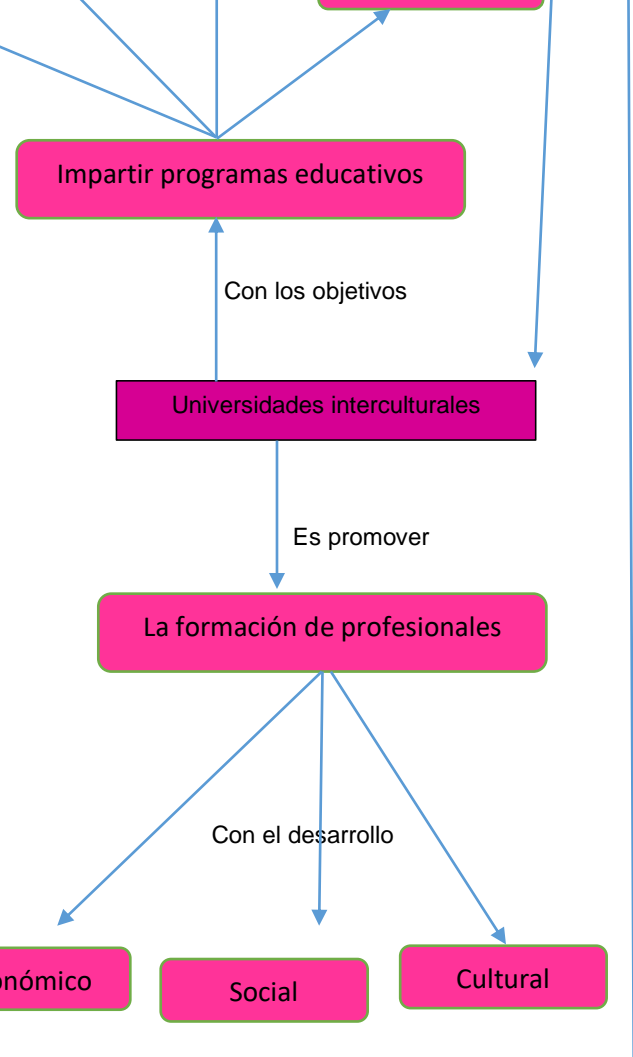 Impartir programas educativos
Con los objetivos
Universidades interculturales
Es promover
La formación de profesionales
Con el desarrollo
onómico
Social
Cultural